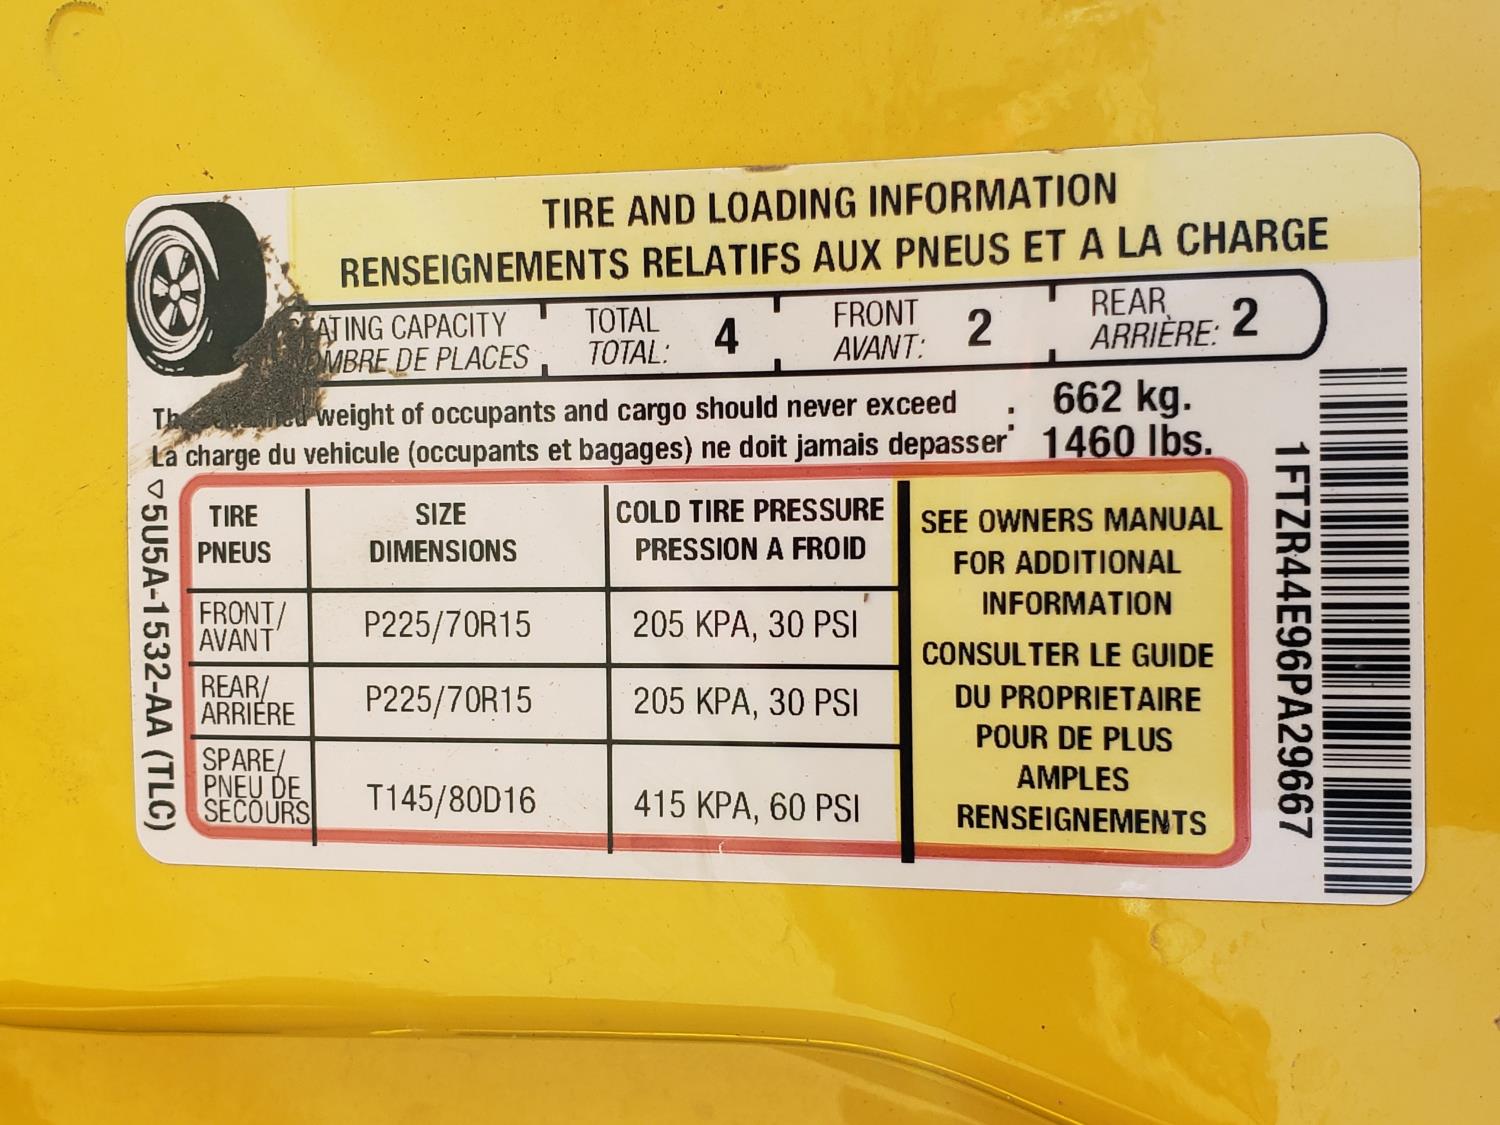 TIRE AND LOADING INFORMATION
RENSEIGNEMENTS RELATIFS AUX PNEUS ET A LA CHARGE
CAPACITY TOTAL FRONT REAR
DE PLACES TOTAL: 4 AVANT: 2 ARRIÈRE: 2
weight of occupants and cargo should never exceed : 662 kg.
La charge du vehicule (occupants et bagages) ne doit jamais depasser 1460 lbs.
TIRE SIZE COLD TIRE PRESSURE
PNEUS DIMENSIONS PRESSION A FROID
FRONT/
AVANT P225/70R15 205 KPA, 30 PSI
REAR/
ARRIERE P225/70R15 205 KPA, 30 PSI
SPARE/
PNEU DE
SECOURS T145/80D16 415 KPA, 60 PSI
SEE OWNERS MANUAL
FOR ADDITIONAL
INFORMATION
CONSULTER LE GUIDE
DU PROPRIETAIRE
POUR DE PLUS
AMPLES
RENSEIGNEMENTS
5U5A-1532-AA (TLC)
1FTZR44E96PA29667